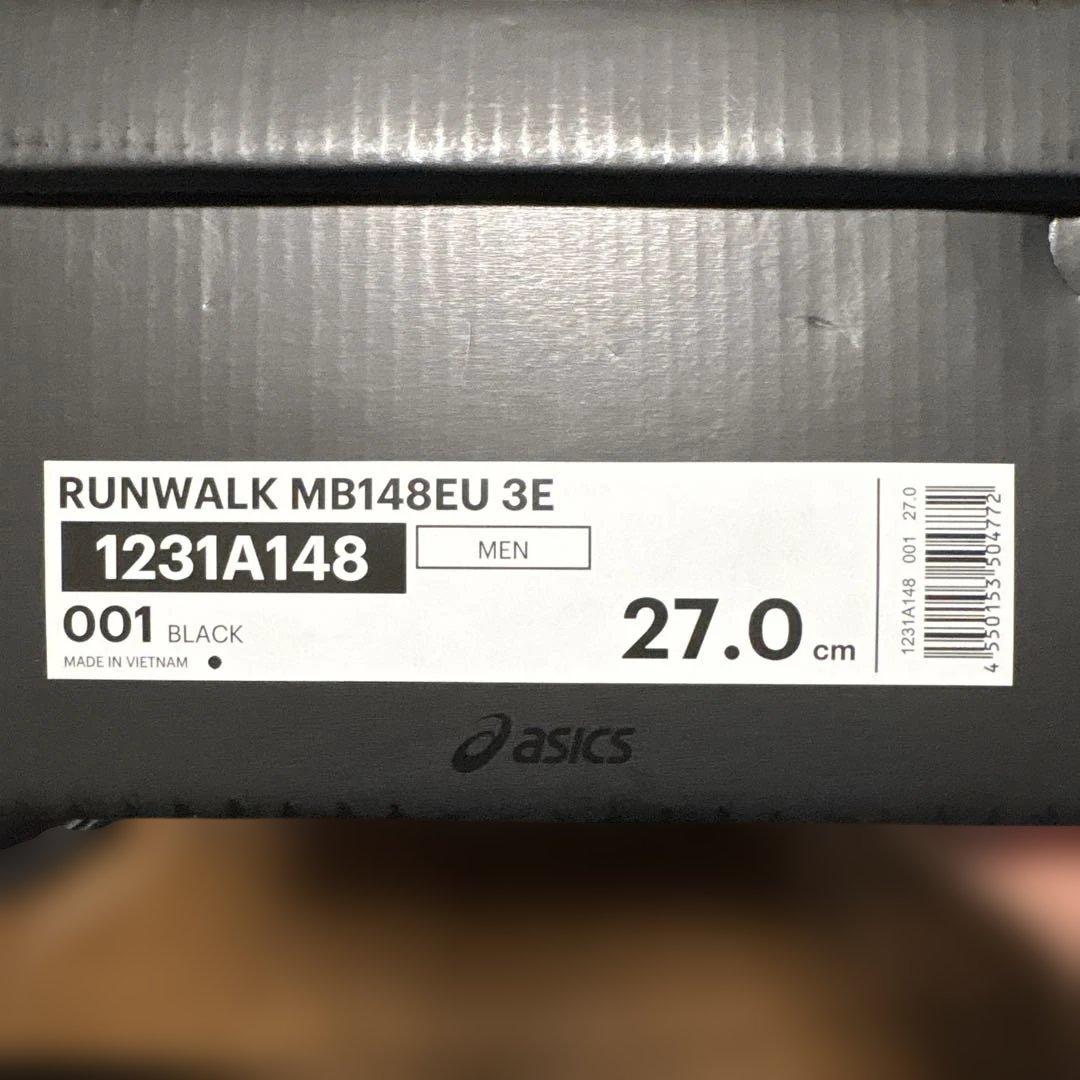 RUNWALK MB148EU 3E
1231A148
MEN
001 BLACK
MADE IN VIETNAM
27.0 cm
1231A148 001 27.0
4 550153 504772
asics